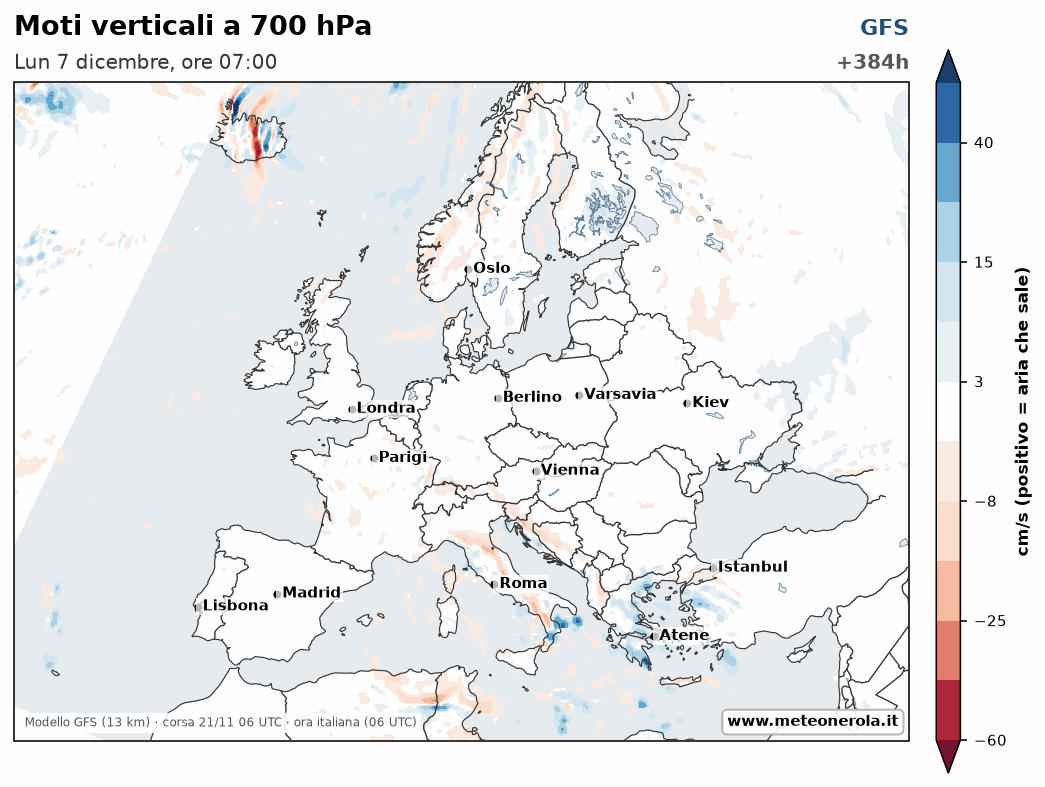 Moti verticali a 700 hPa
GFS
Lun 7 dicembre, ore 07:00
+384h
Oslo
Londra
Berlino
Varsavia
Kiev
Parigi
Vienna
Istanbul
Roma
Madrid
Lisbona
Atene
Modello GFS (13 km) · corsa 21/11 06 UTC · ora italiana (06 UTC)
www.meteonerola.it
40
15
3
−8
−25
−60
cm/s (positivo = aria che sale)